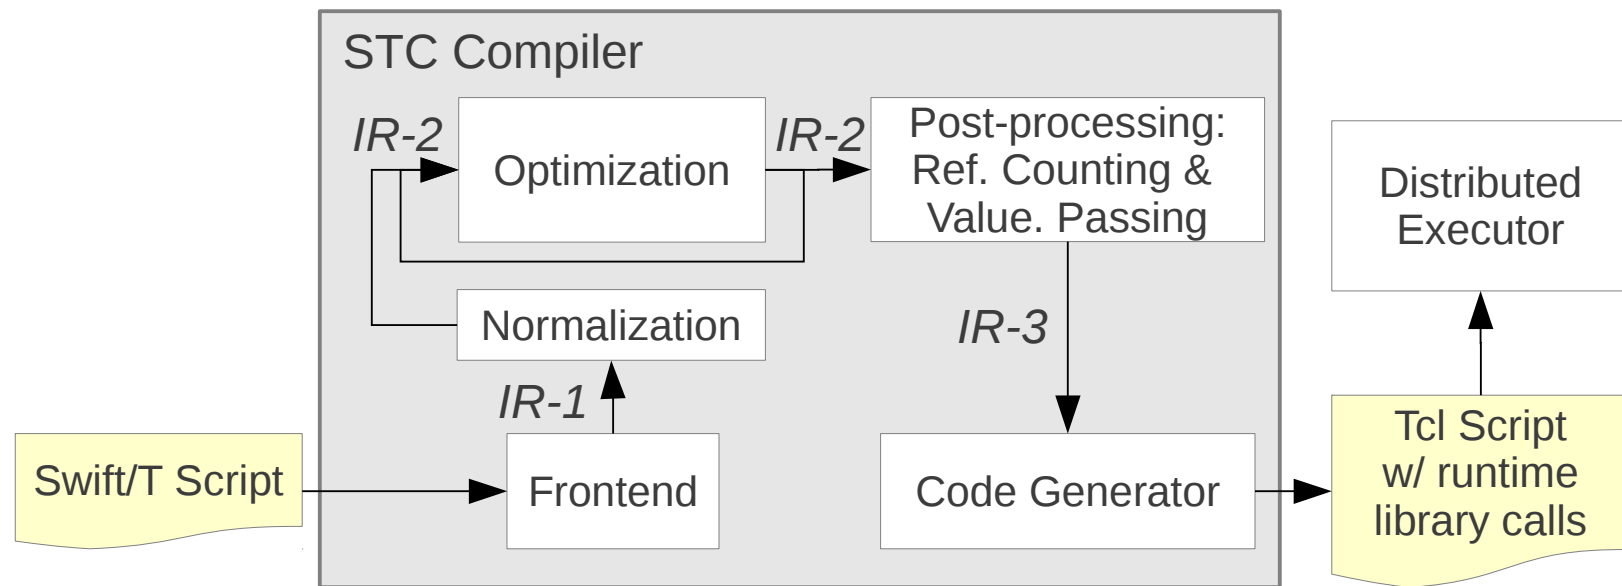 STC Compiler
IR-2
Optimization
IR-2
Post-processing:
Ref. Counting &
Value. Passing
Distributed
Executor
Normalization
IR-3
IR-1
Swift/T Script
Frontend
Code Generator
Tcl Script
w/ runtime
library calls